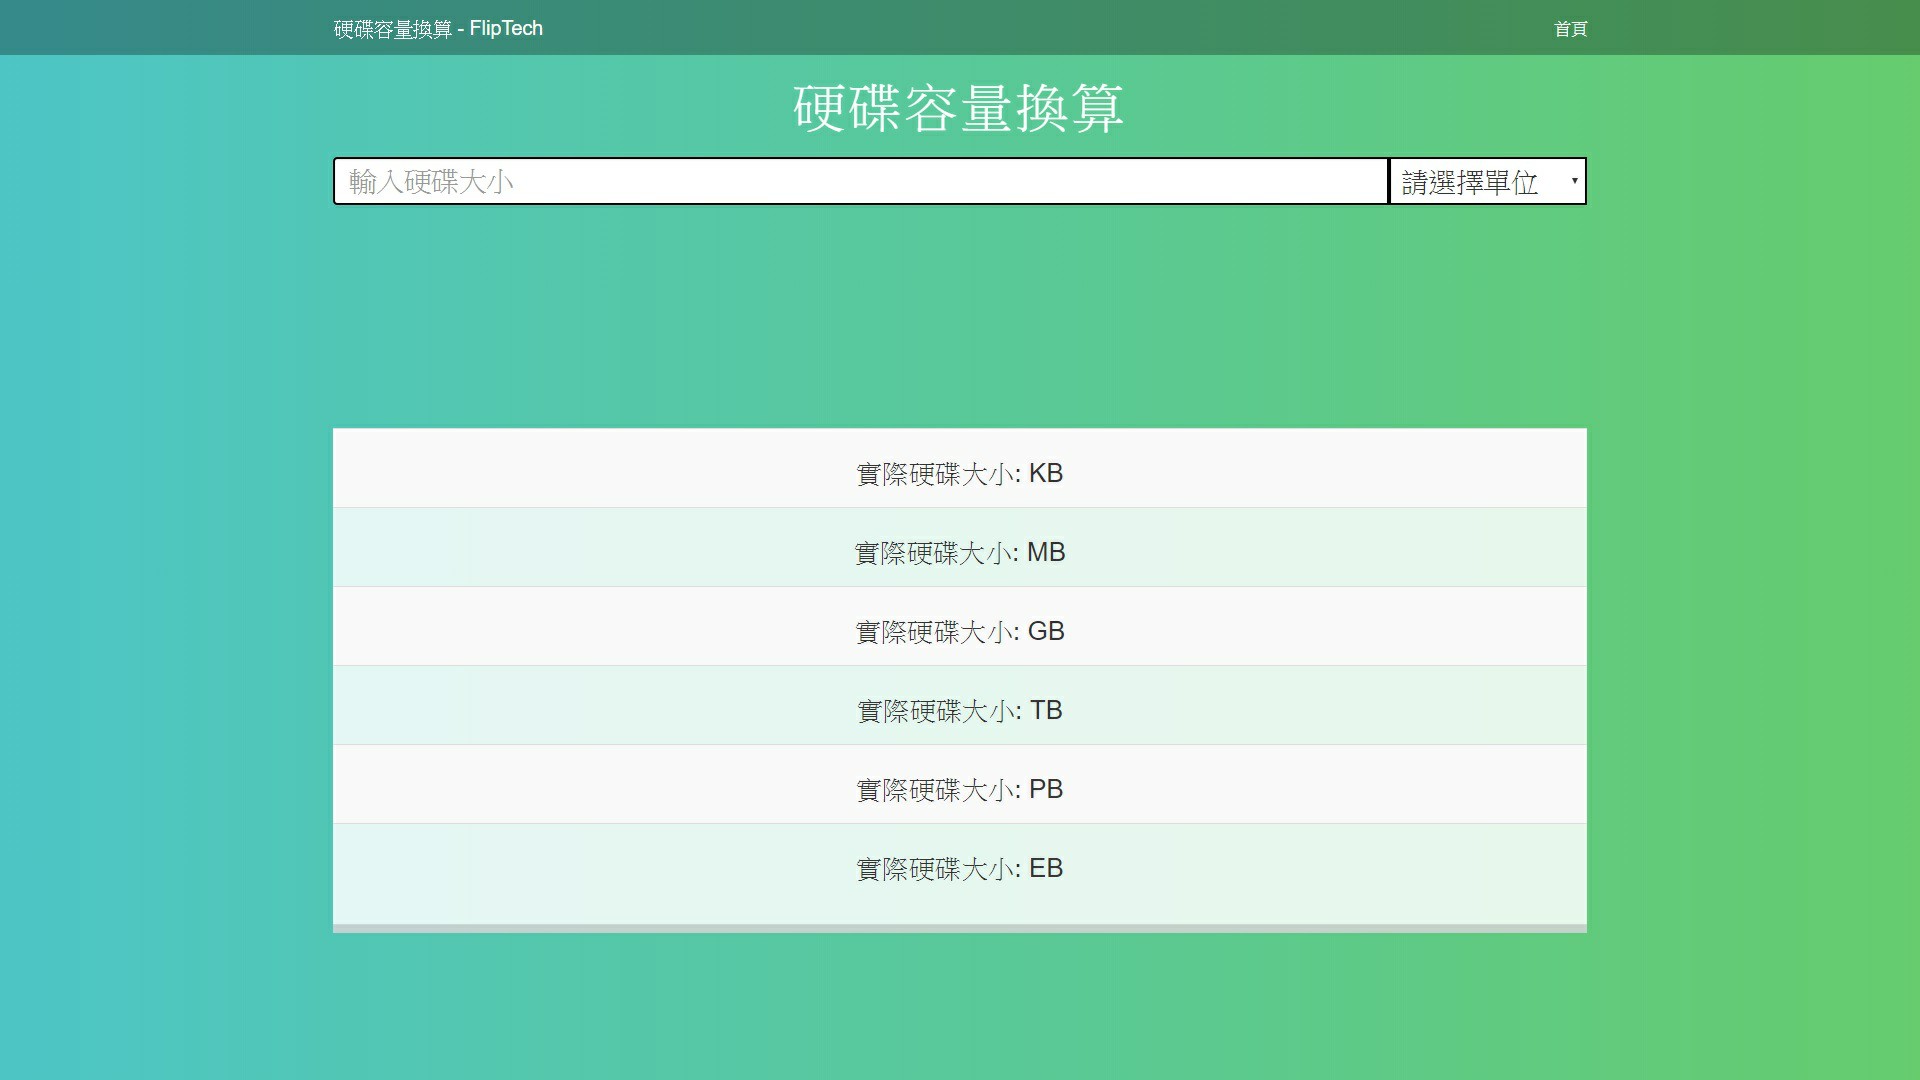 硬碟容量換算 - FlipTech
首頁
硬碟容量換算
輸入硬碟大小
請選擇單位
實際硬碟大小: KB
實際硬碟大小: MB
實際硬碟大小: GB
實際硬碟大小: TB
實際硬碟大小: PB
實際硬碟大小: EB